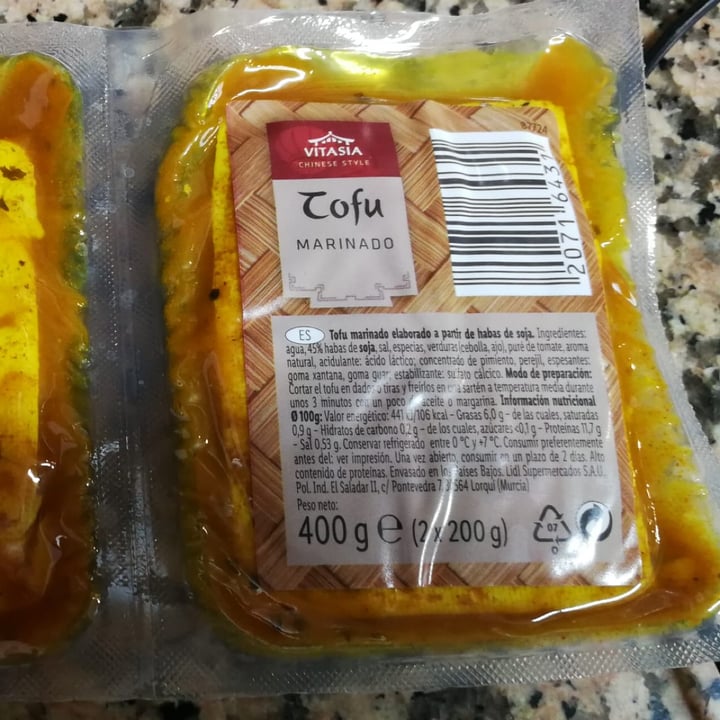 87724
VITASIA
CHINESE STYLE
Tofu
MARINADO
20716431
ES Tofu marinado elaborado a partir de habas de soja. Ingredientes:
agua, 45% habas de soja, sal, especias, verduras (cebolla, ajo), puré de tomate, aroma
natural, acidulante: ácido láctico; concentrado de pimiento, perejil, espesantes:
goma xantana, goma guar; estabilizante: sulfato cálcico. Modo de preparación:
Cortar el tofu en dados o tiras y freírlos en una sartén a temperatura media durante
unos 3 minutos con un poco de aceite o margarina. Información nutricional
Ø 100g: Valor energético: 441 kJ/106 kcal - Grasas 6,0 g - de las cuales, saturadas
0,9 g - Hidratos de carbono 0,2 g - de los cuales, azúcares <0,1 g - Proteínas 11,7 g
- Sal 0,53 g. Conservar refrigerado entre 0 °C y +7 °C. Consumir preferentemente
antes del: ver impresión. Una vez abierto, consumir en un plazo de 2 días. Alto
contenido de proteínas. Envasado en los Países Bajos. Lidl Supermercados S.A.U.
Pol. Ind. El Saladar II, c/ Pontevedra 7, 30564 Lorquí (Murcia)
Peso neto:
400 g e (2 x 200 g)
07
O